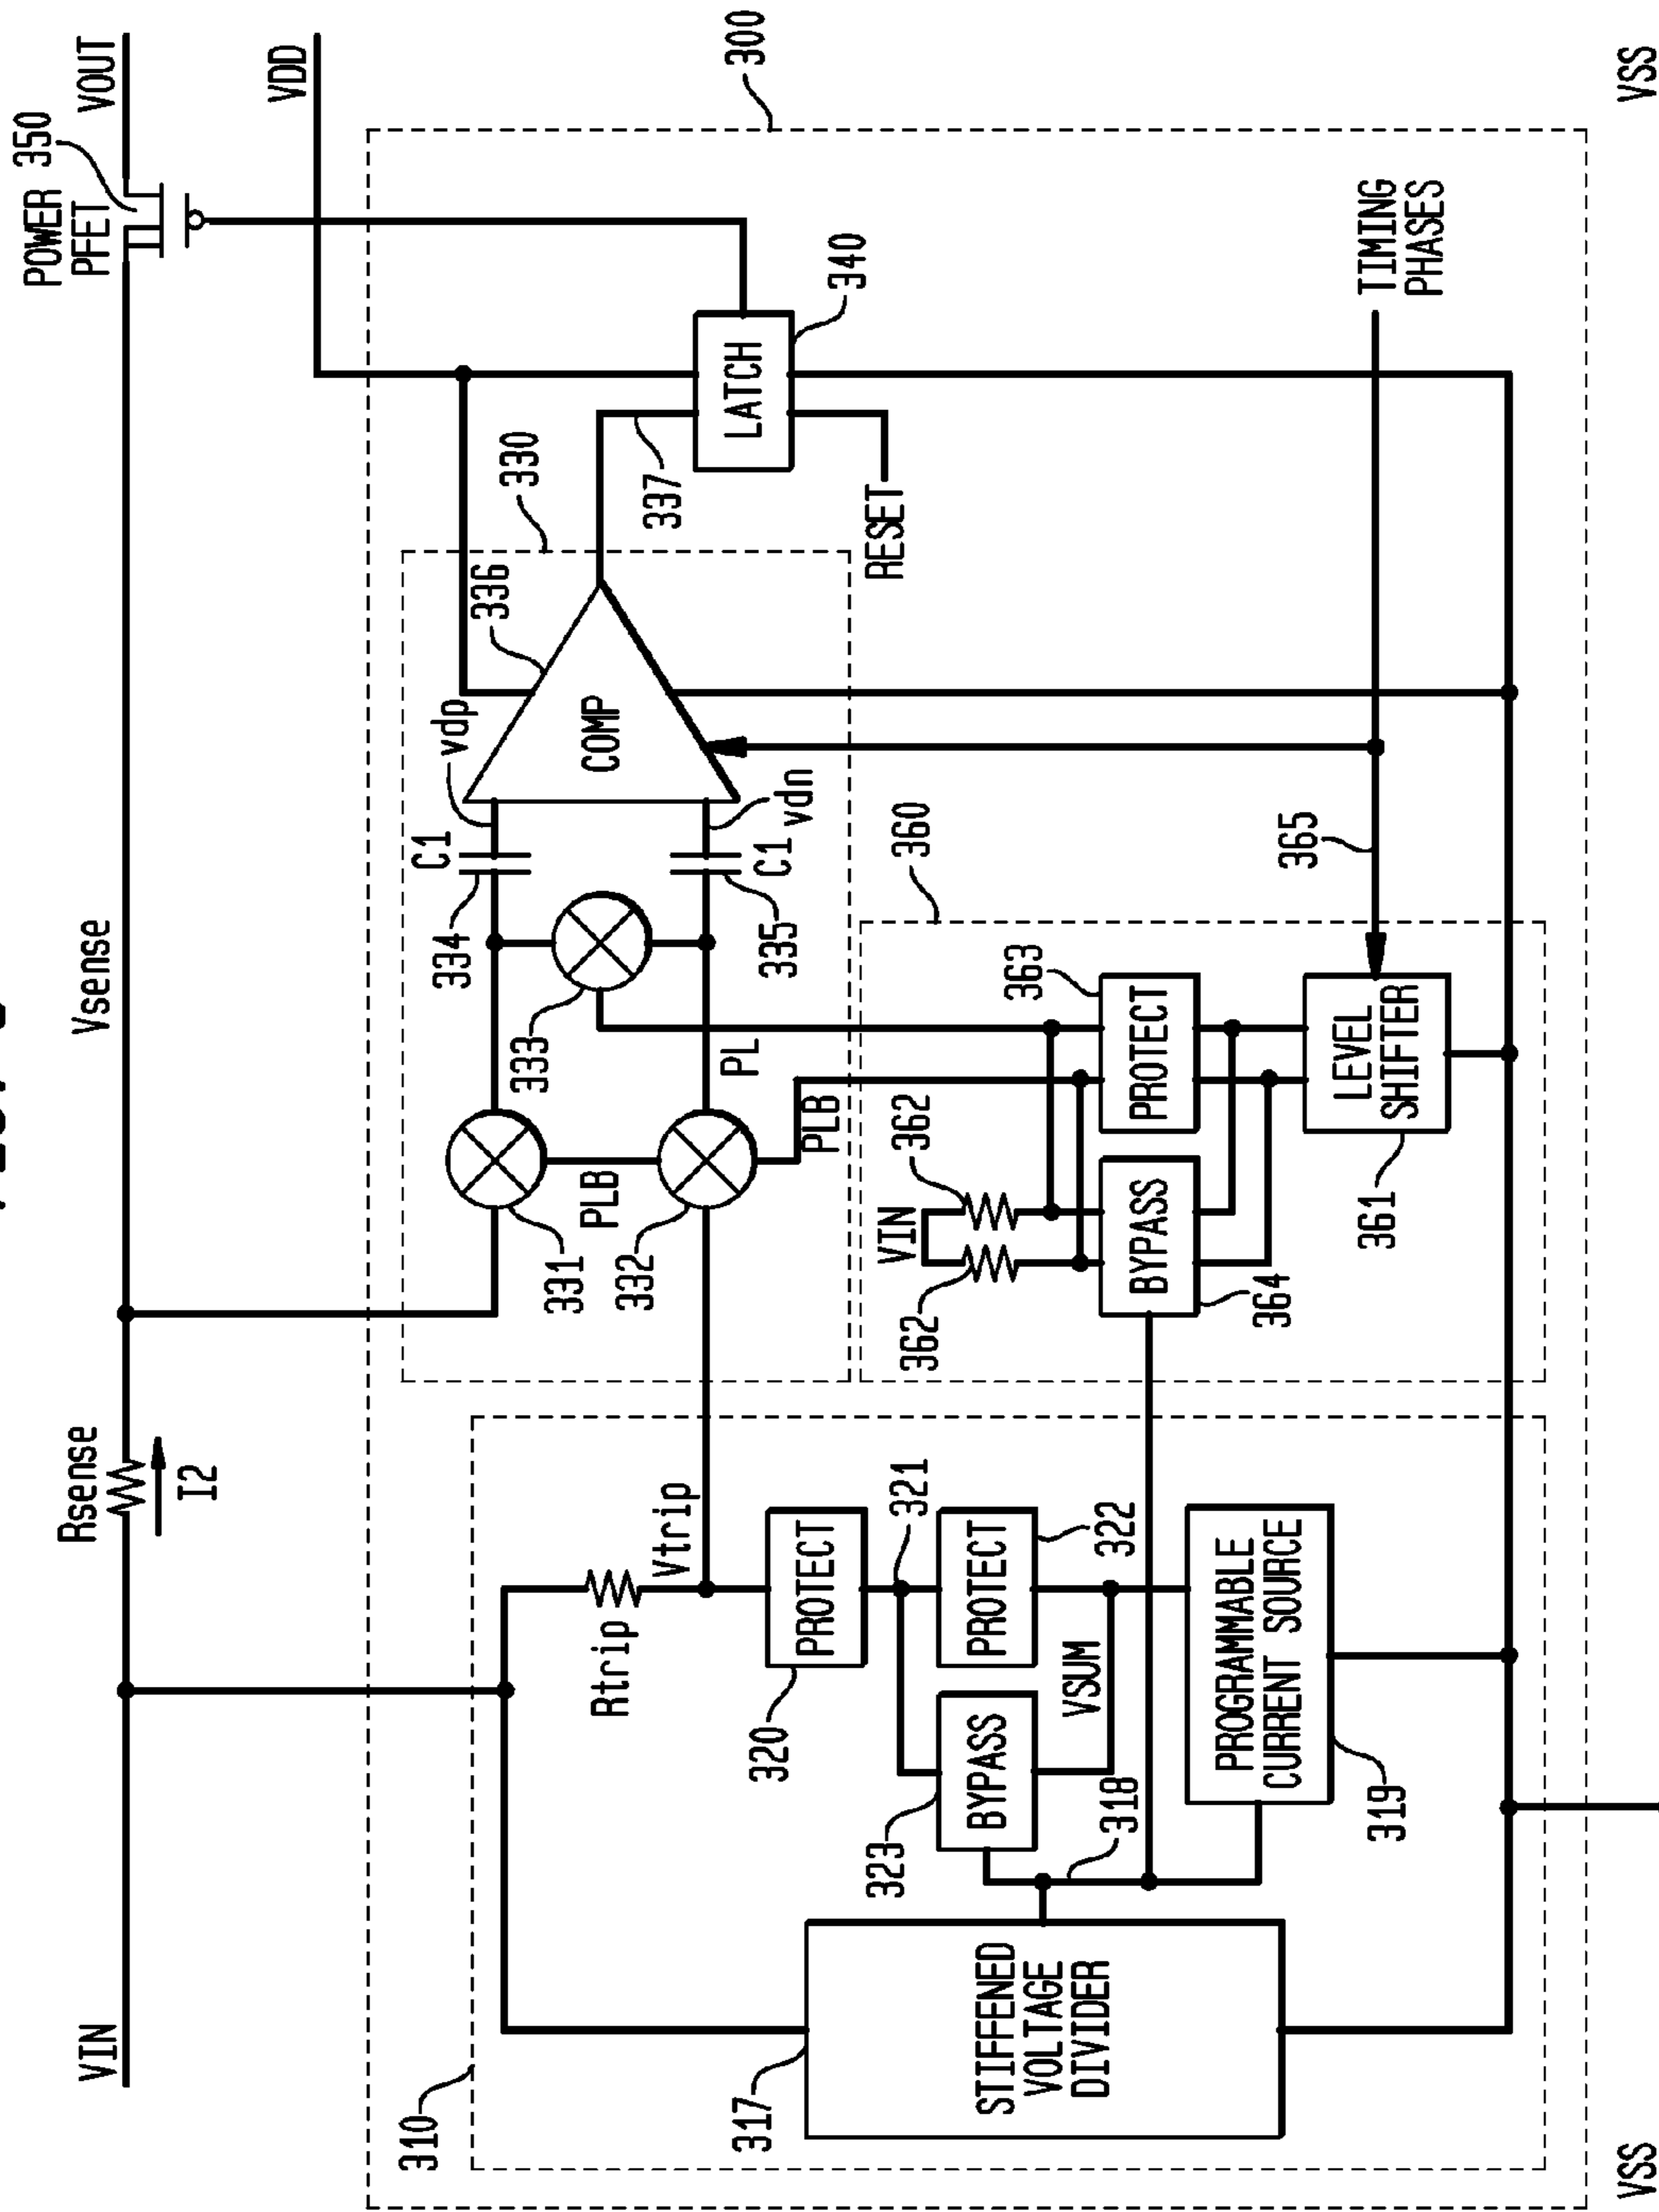 VIN
Rsense
I2
Vsense
POWER
PFET
350
VOUT
VDD
300
310
317
STIFFENED
VOLTAGE
DIVIDER
318
Rtrip
Vtrip
320
PROTECT
321
323
BYPASS
PROTECT
322
VSUM
PROGRAMMABLE
CURRENT SOURCE
319
330
331
PLB
332
333
PL
PLB
334
C1
vdp
335
C1
vdn
336
COMP
337
LATCH
340
RESET
360
VIN
362
362
363
PROTECT
BYPASS
364
LEVEL
SHIFTER
361
365
TIMING
PHASES
VSS
VSS